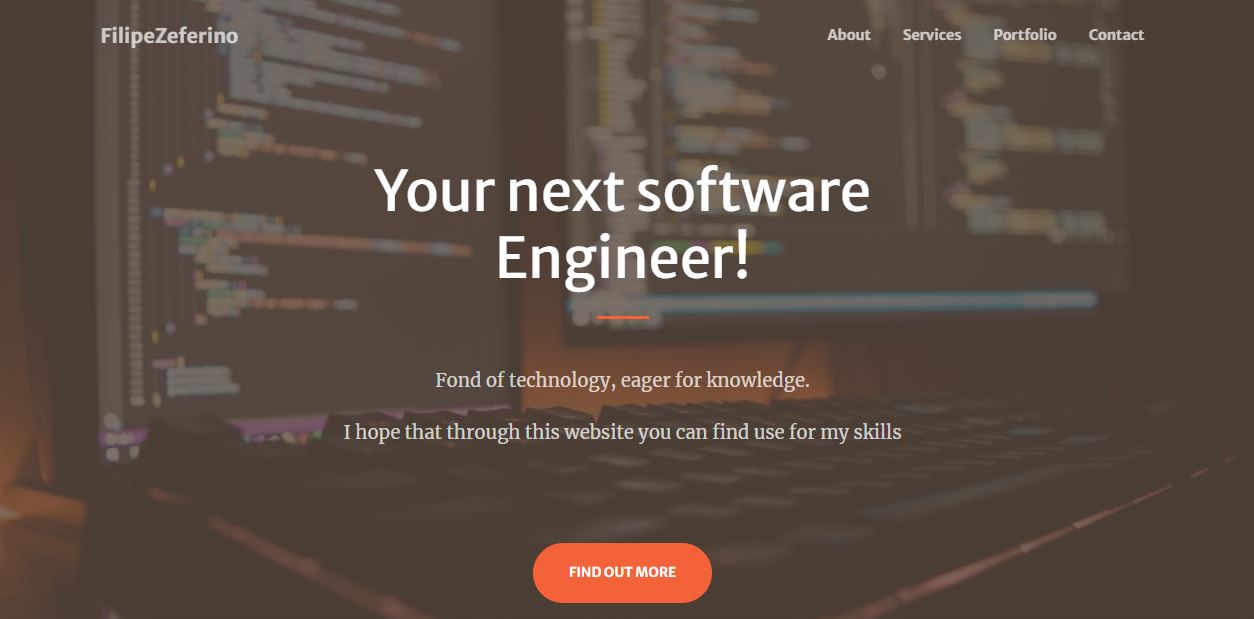 FilipeZeferino
About Services Portfolio Contact
Your next software
Engineer!
Fond of technology, eager for knowledge.
I hope that through this website you can find use for my skills
FIND OUT MORE